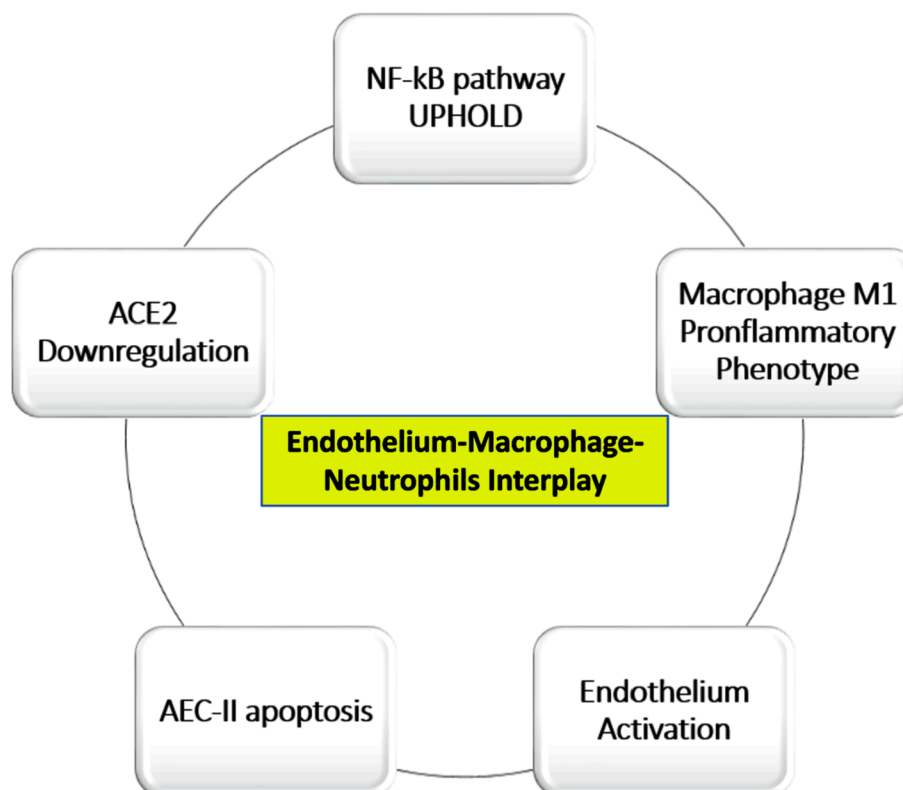 NF-kB pathway
UPHOLD
ACE2
Downregulation
Macrophage M1
Pronflammatory
Phenotype
Endothelium-Macrophage-
Neutrophils Interplay
AEC-II apoptosis
Endothelium
Activation